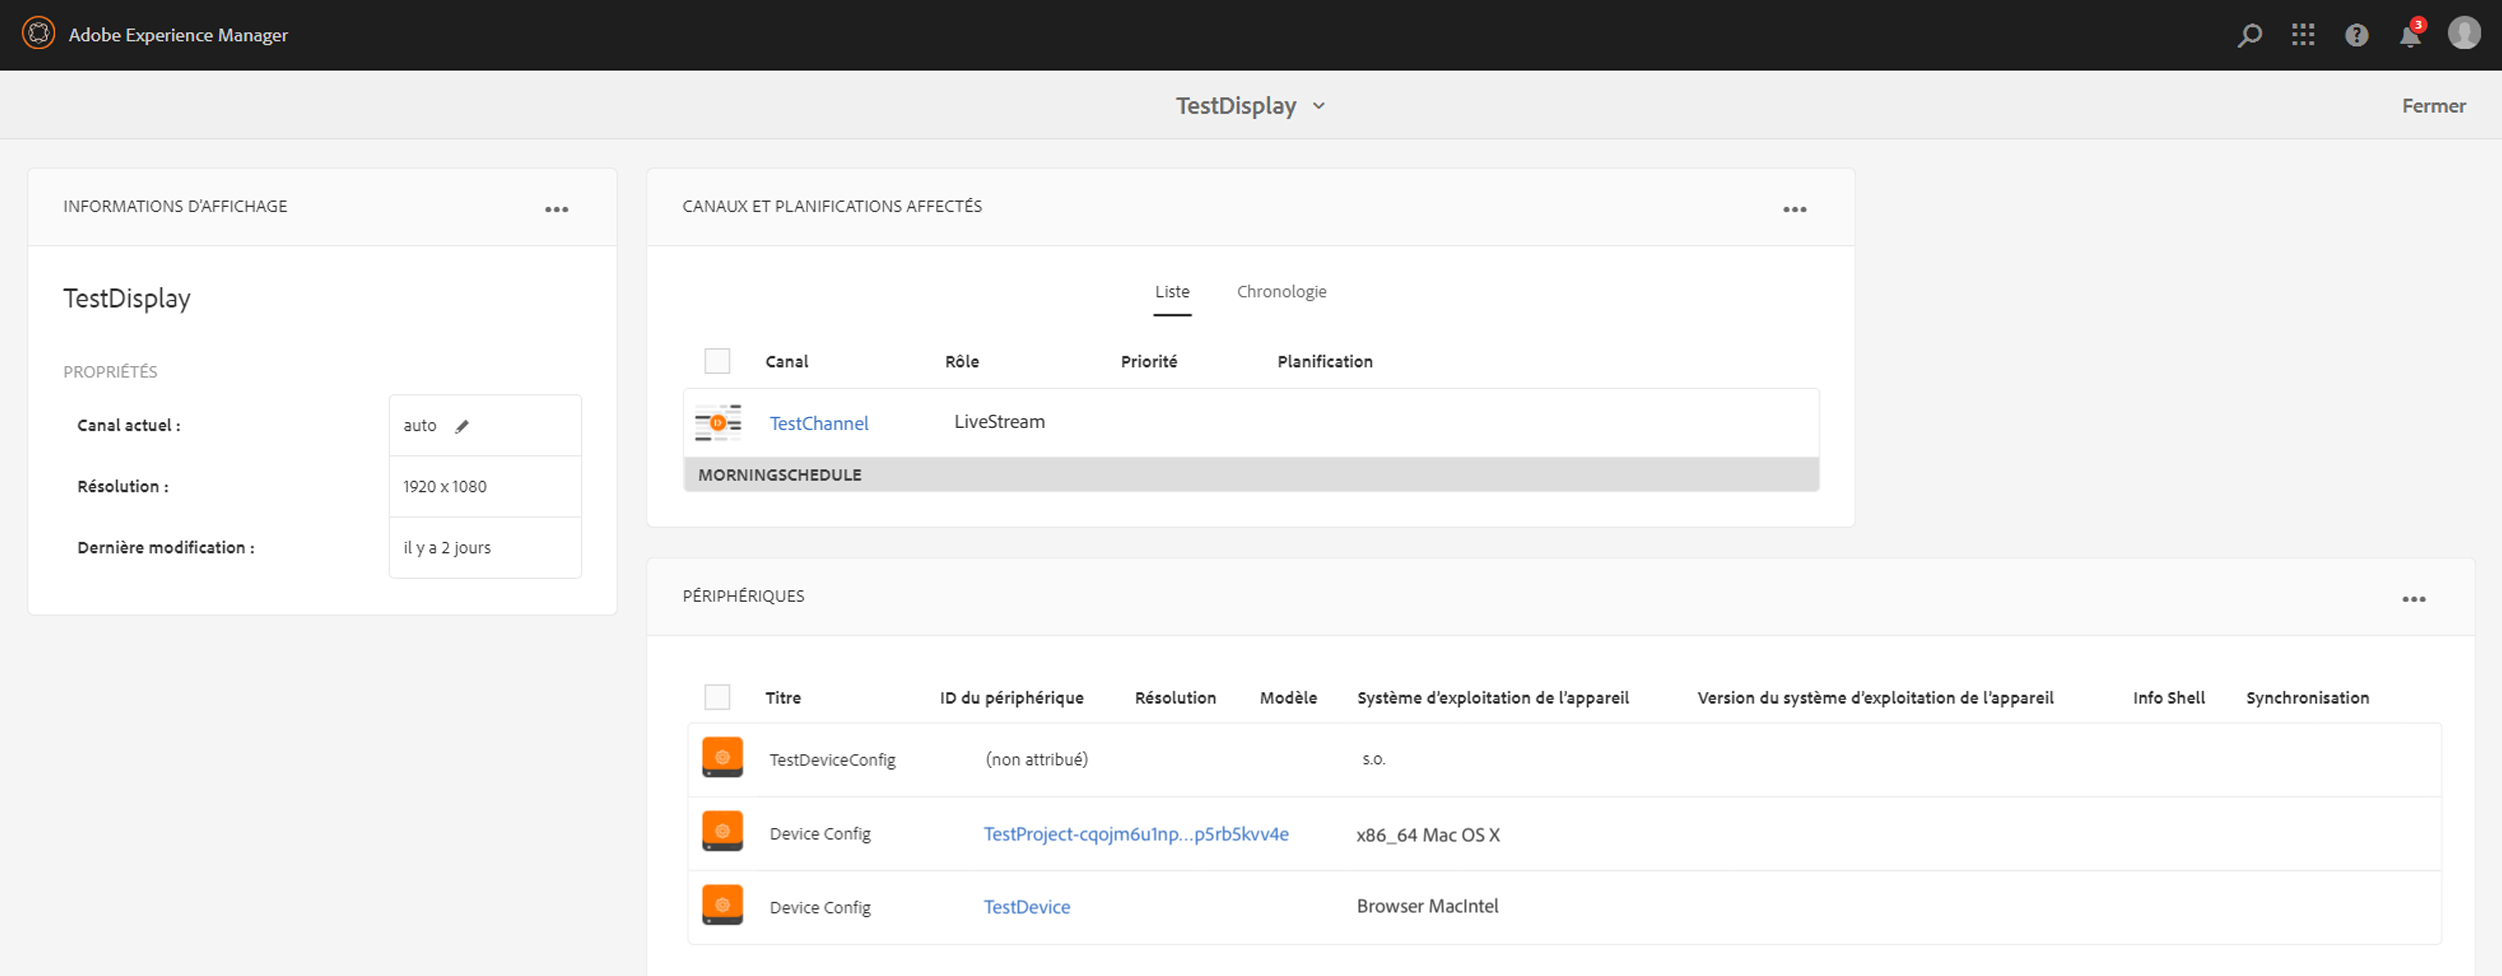 Adobe Experience Manager
3
TestDisplay
Fermer
INFORMATIONS D'AFFICHAGE
TestDisplay
PROPRIÉTÉS
Canal actuel : auto
Résolution : 1920 x 1080
Dernière modification : il y a 2 jours
CANAUX ET PLANIFICATIONS AFFECTÉS
Liste Chronologie
Canal Rôle Priorité Planification
TestChannel LiveStream
MORNINGSCHEDULE
PÉRIPHÉRIQUES
Titre ID du périphérique Résolution Modèle Système d'exploitation de l'appareil Version du système d'exploitation de l'appareil Info Shell Synchronisation
TestDeviceConfig (non attribué) s.o.
Device Config TestProject-cqojm6u1np...p5rb5kvv4e x86_64 Mac OS X
Device Config TestDevice Browser MacIntel